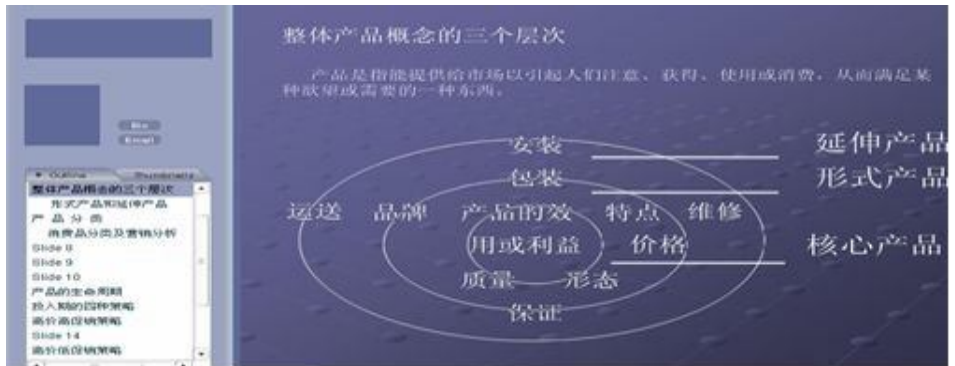 整体产品概念的三个层次
产品是指能提供给市场以引起人们注意、获得、使用或消费，从而满足某
种欲望或需要的一种东西。
安装 延伸产品
包装 形式产品
运送 品牌 产品的效 特点 维修
用或利益 价格 核心产品
质量 形态
保证
Bio
Email
Outline Thumbnails
整体产品概念的三个层次
形式产品和延伸产品
产 品 分 类
消费品分类及营销分析
Slide 8
Slide 9
Slide 10
产品的生命周期
投入期的四种策略
高价高促销策略
Slide 14
高价低促销策略